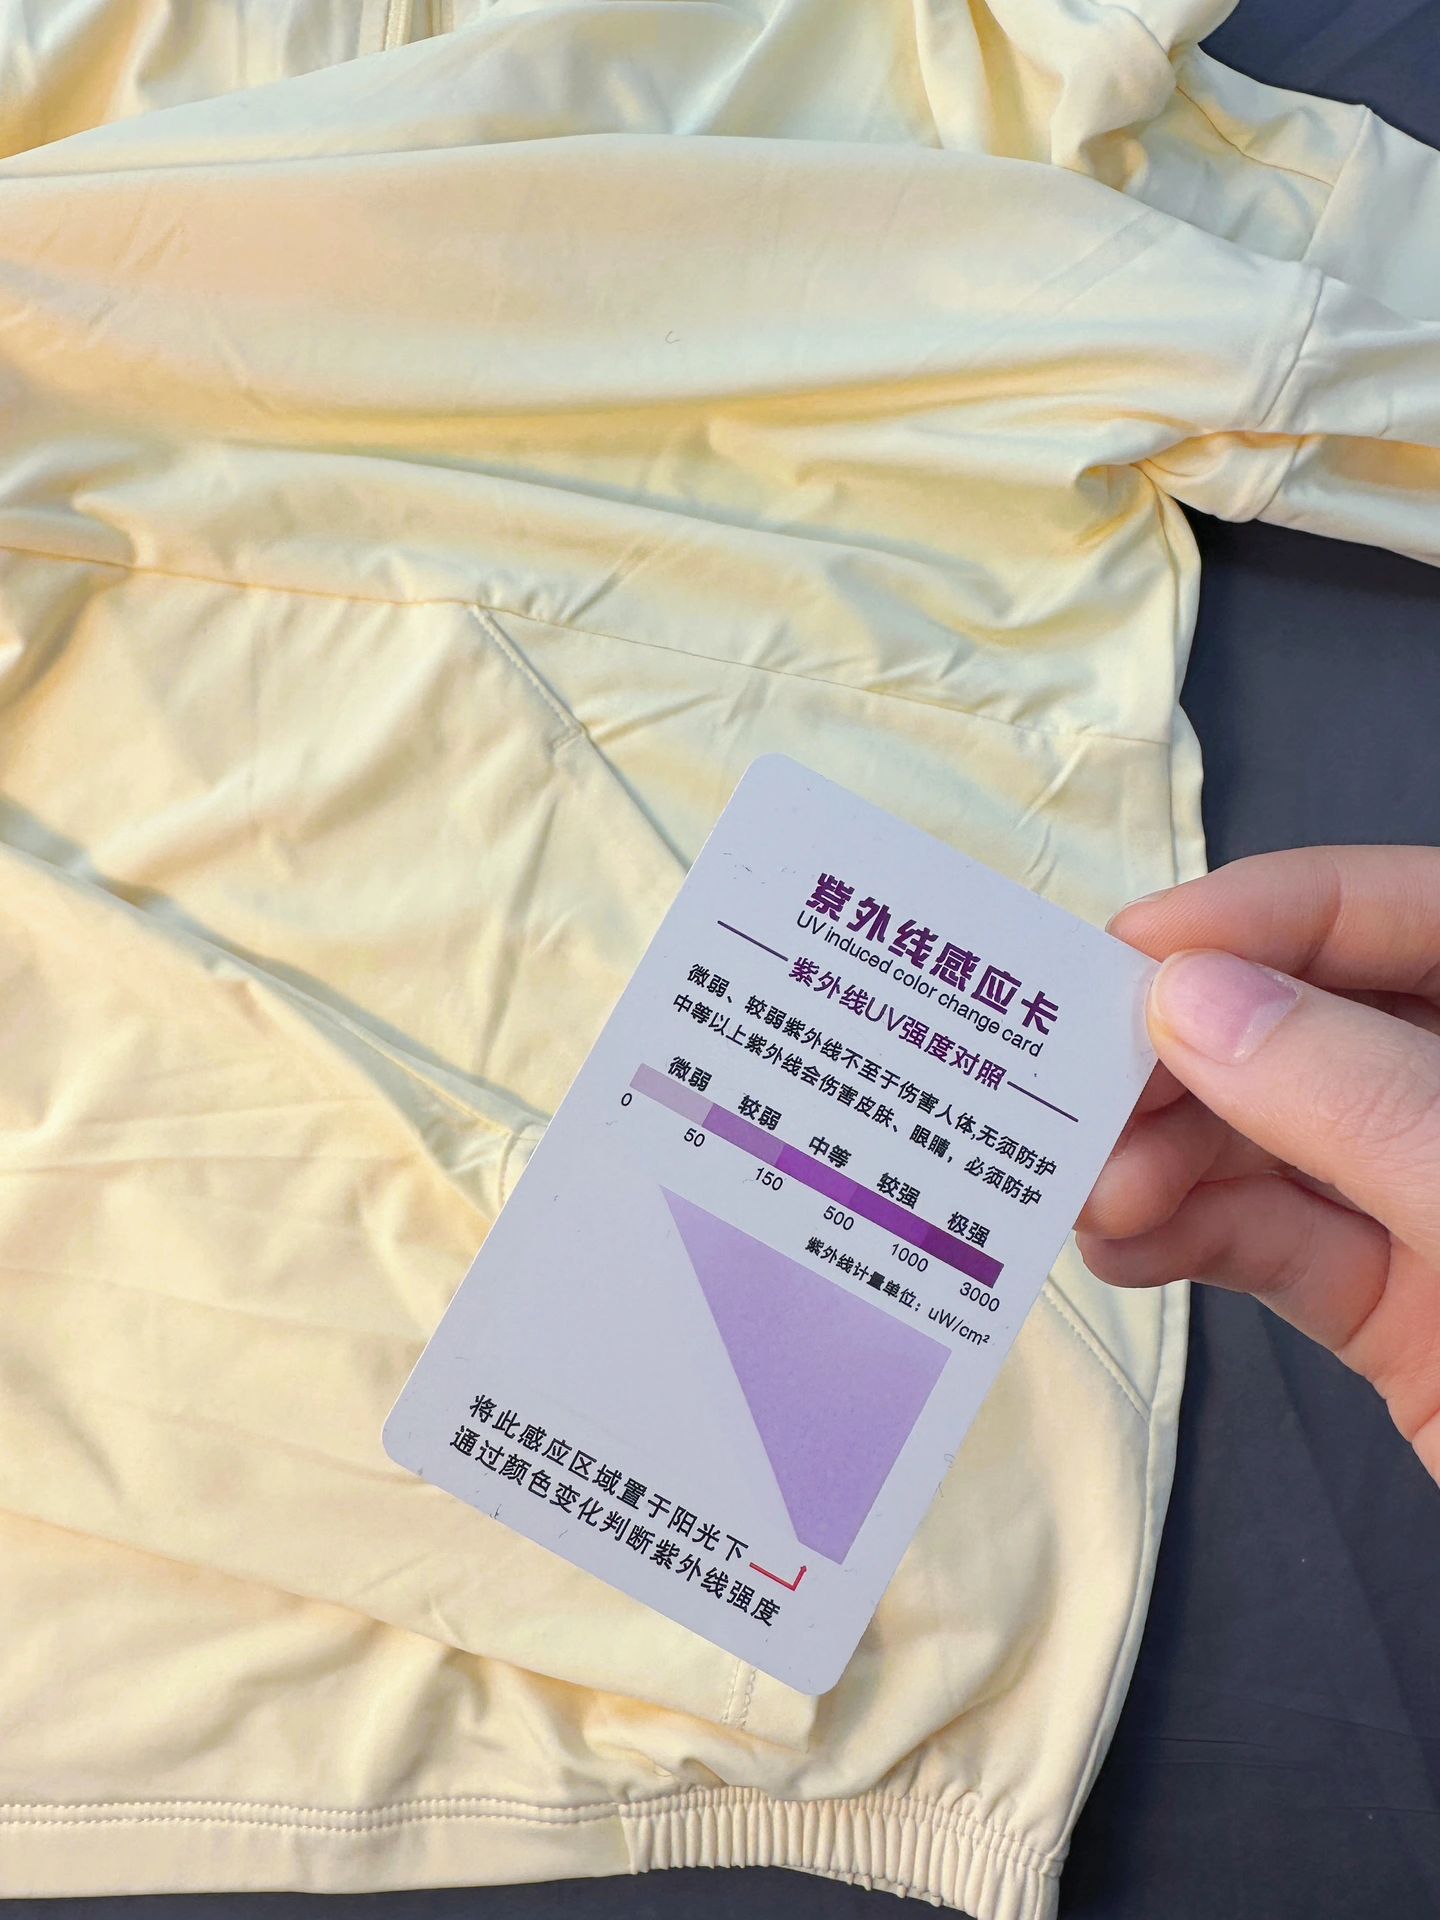 紫外线感应卡
UV induced color change card
紫外线UV强度对照
微弱、较弱紫外线不至于伤害人体,无须防护
中等以上紫外线会伤害皮肤、眼睛，必须防护
微弱 较弱 中等 较强 极强
0 50 150 500 1000 3000
紫外线计量单位：uW/cm²
将此感应区域置于阳光下
通过颜色变化判断紫外线强度